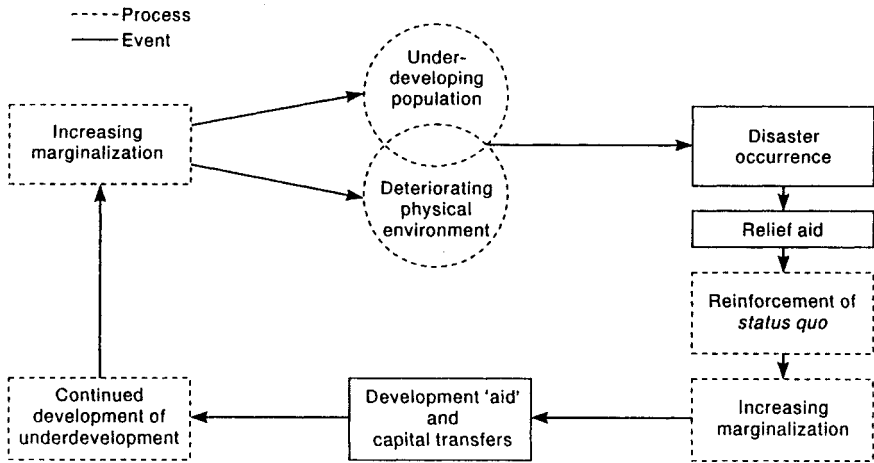 Process
Event
Under-
developing
population
Increasing
marginalization
Disaster
occurrence
Deteriorating
physical
environment
Relief aid
Reinforcement of
status quo
Continued
development of
underdevelopment
Development ‘aid’
and
capital transfers
Increasing
marginalization